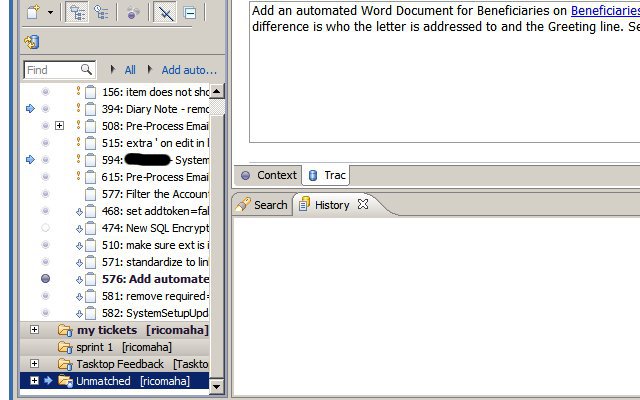 Find
All
Add auto...
156: item does not sho
394: Diary Note - remo
508: Pre-Process Emai
515: extra ' on edit in l
594: - System
615: Pre-Process Emai
577: Filter the Account
468: set addtoken=fal
474: New SQL Encrypt
510: make sure ext is i
571: standardize to lin
576: Add automate
581: remove required=
582: SystemSetupUpda
my tickets [ricomaha]
sprint 1 [ricomaha]
Tasktop Feedback [Taskto
Unmatched [ricomaha]
Add an automated Word Document for Beneficiaries on Beneficiaries
difference is who the letter is addressed to and the Greeting line. Se
Context
Trac
Search
History